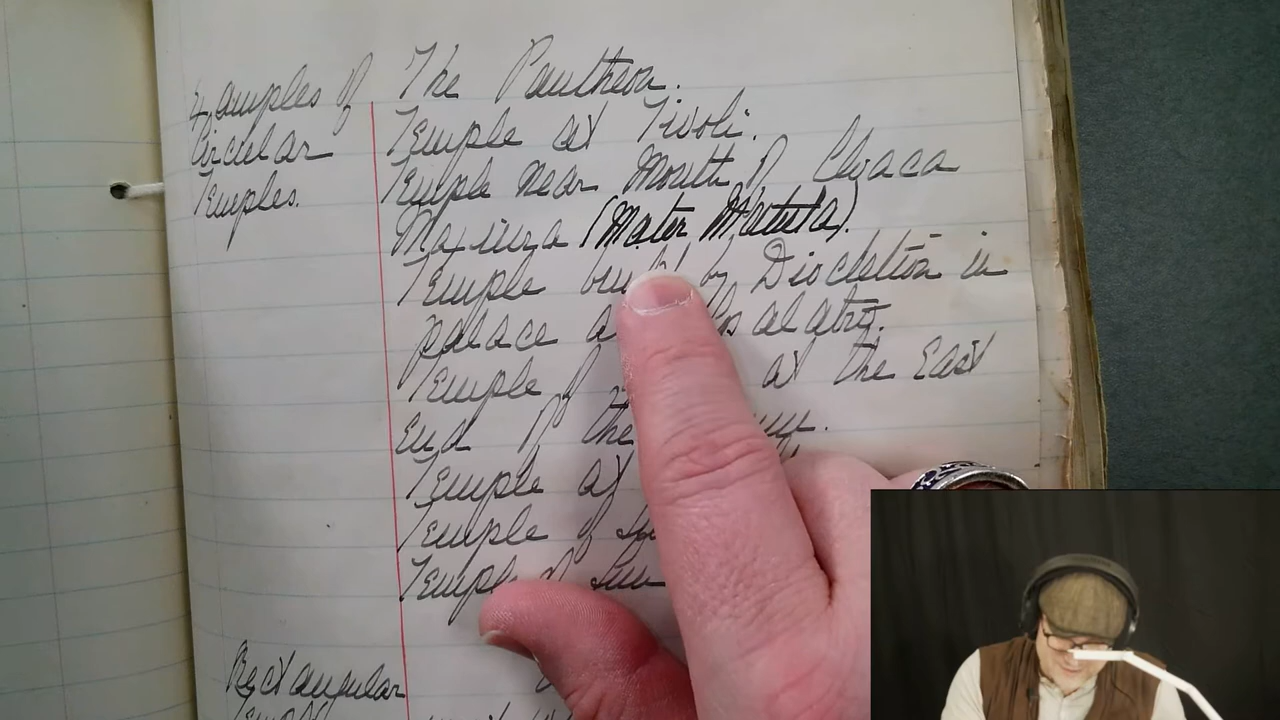 Examples of
Circular
Temples.
The Pantheon.
Temple at Tivoli.
Temple near Mouth of Cloaca
Maxima (Mater Matuta).
Temple built by Diocletion in
palace at Spalatro.
Temple of at the East
End of the
Temple of
Temple of
Temple of
Rectangular